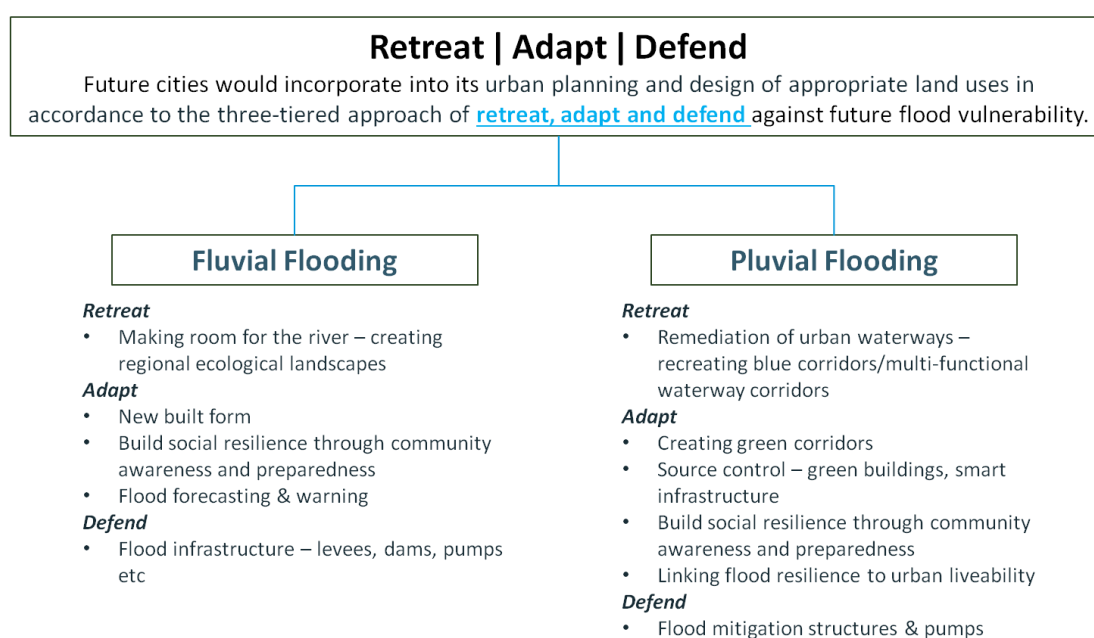 Retreat | Adapt | Defend
Future cities would incorporate into its urban planning and design of appropriate land uses in
accordance to the three-tiered approach of retreat, adapt and defend against future flood vulnerability.
Fluvial Flooding
Retreat
• Making room for the river – creating
regional ecological landscapes
Adapt
• New built form
• Build social resilience through community
awareness and preparedness
• Flood forecasting & warning
Defend
• Flood infrastructure – levees, dams, pumps
etc
Pluvial Flooding
Retreat
• Remediation of urban waterways –
recreating blue corridors/multi-functional
waterway corridors
Adapt
• Creating green corridors
• Source control – green buildings, smart
infrastructure
• Build social resilience through community
awareness and preparedness
• Linking flood resilience to urban liveability
Defend
• Flood mitigation structures & pumps